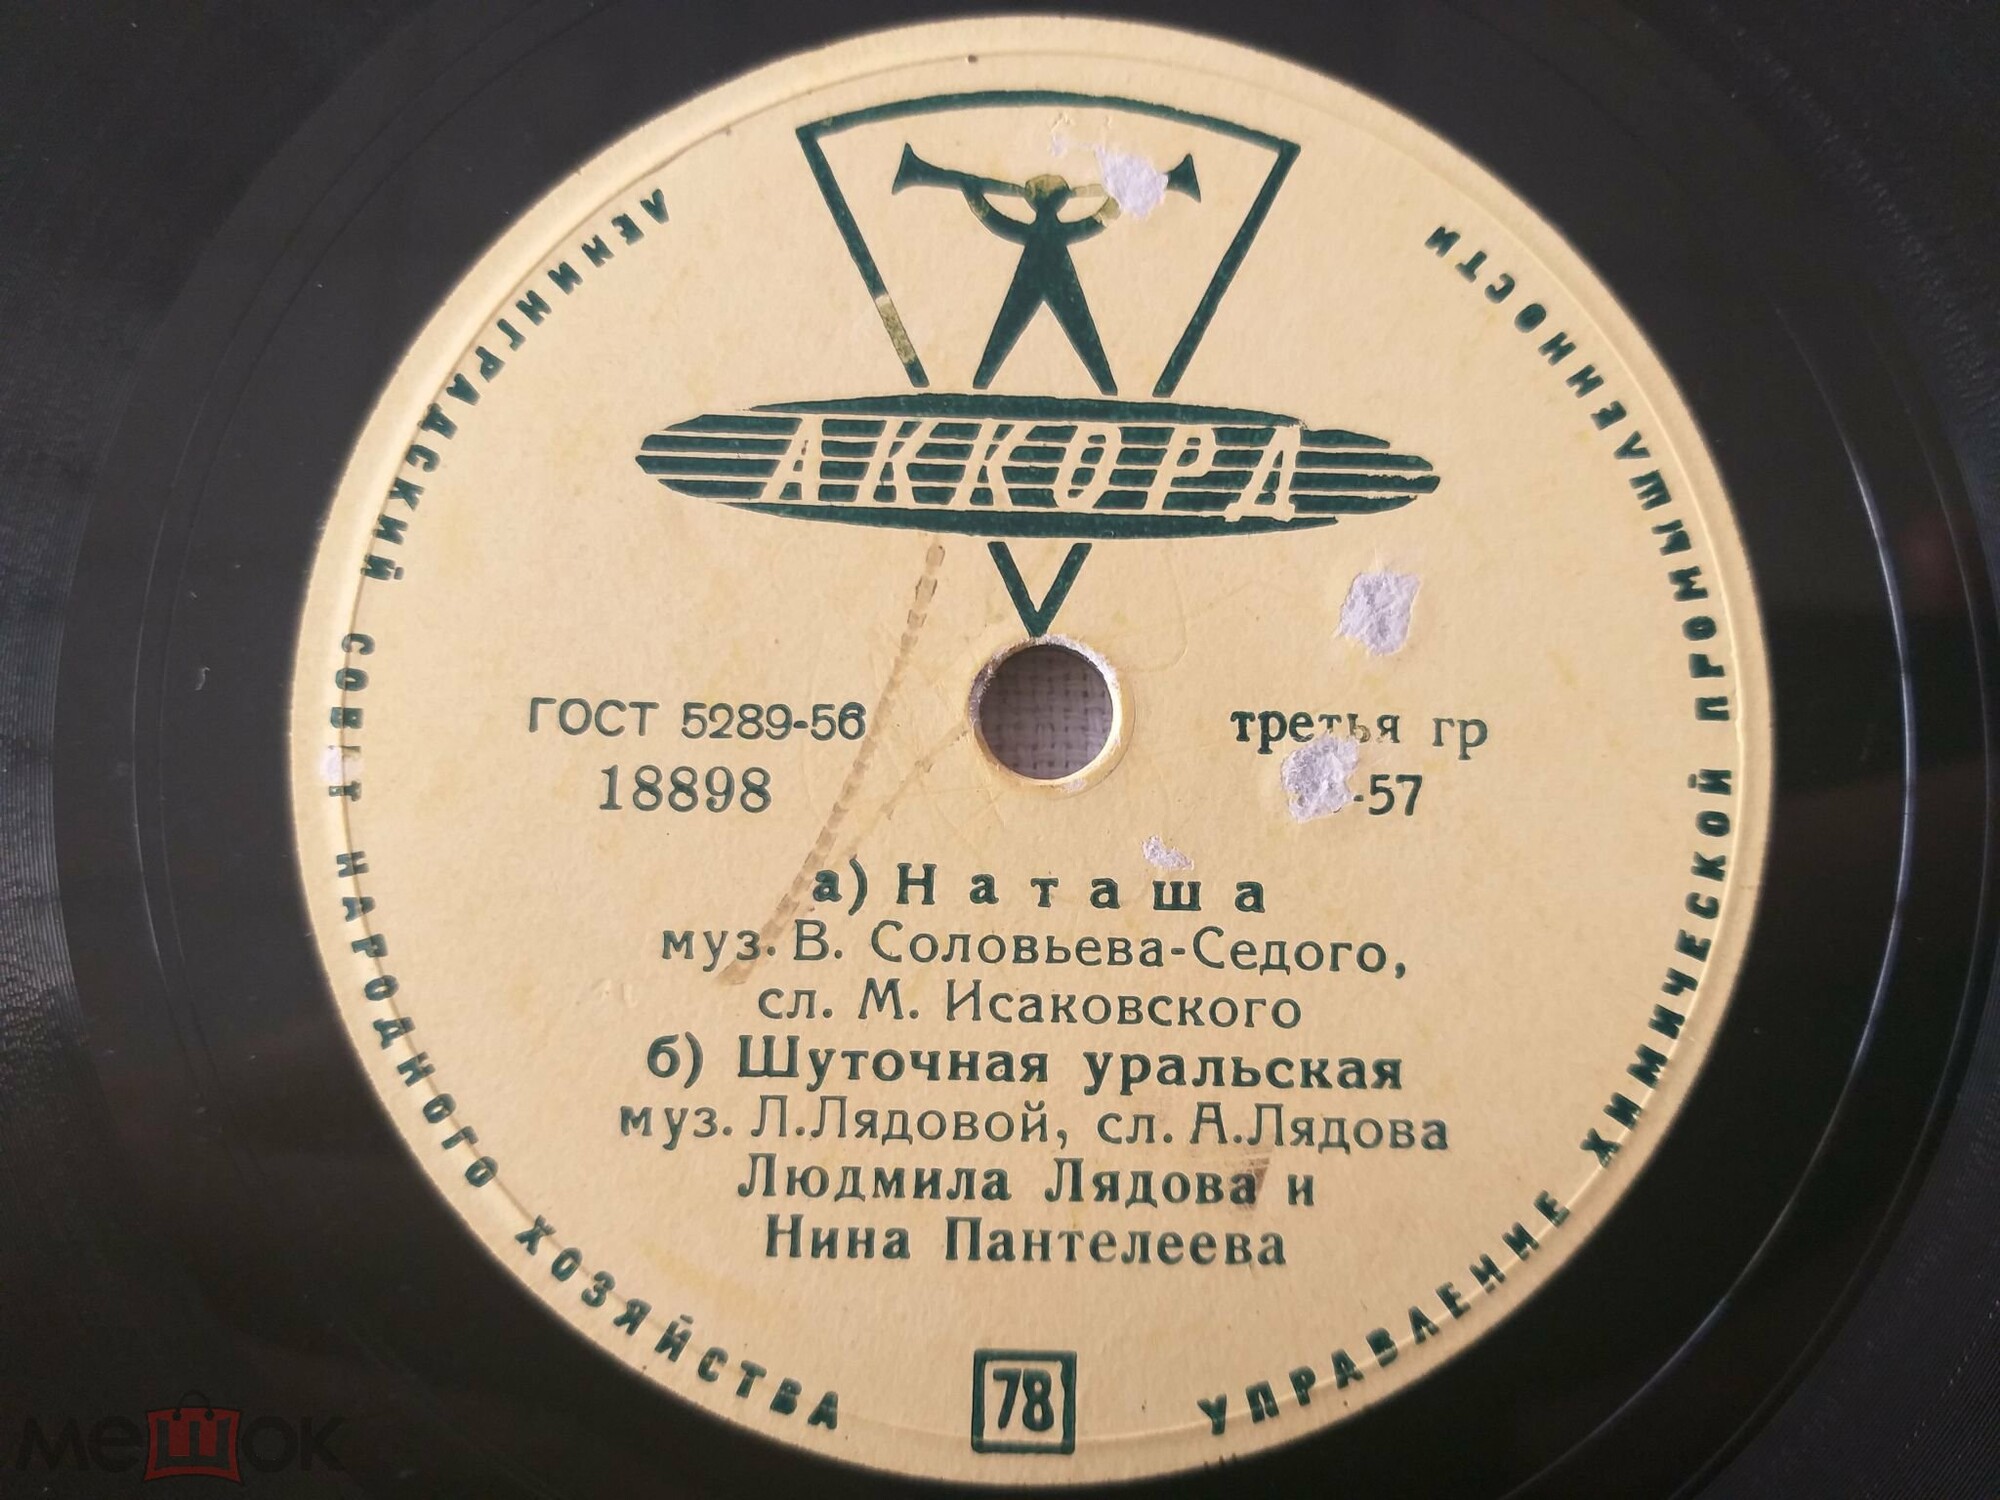 АККОРД
ЛЕНИНГРАДСКИЙ СОВЕТ НАРОДНОГО ХОЗЯЙСТВА
УПРАВЛЕНИЕ ХИМИЧЕСКОЙ ПРОМЫШЛЕННОСТИ
ГОСТ 5289-56
третья гр
18898
-57
а) Наташа
муз. В. Соловьева-Седого,
сл. М. Исаковского
б) Шуточная уральская
муз. Л.Лядовой, сл. А.Лядова
Людмила Лядова и
Нина Пантелеева
78
мешок